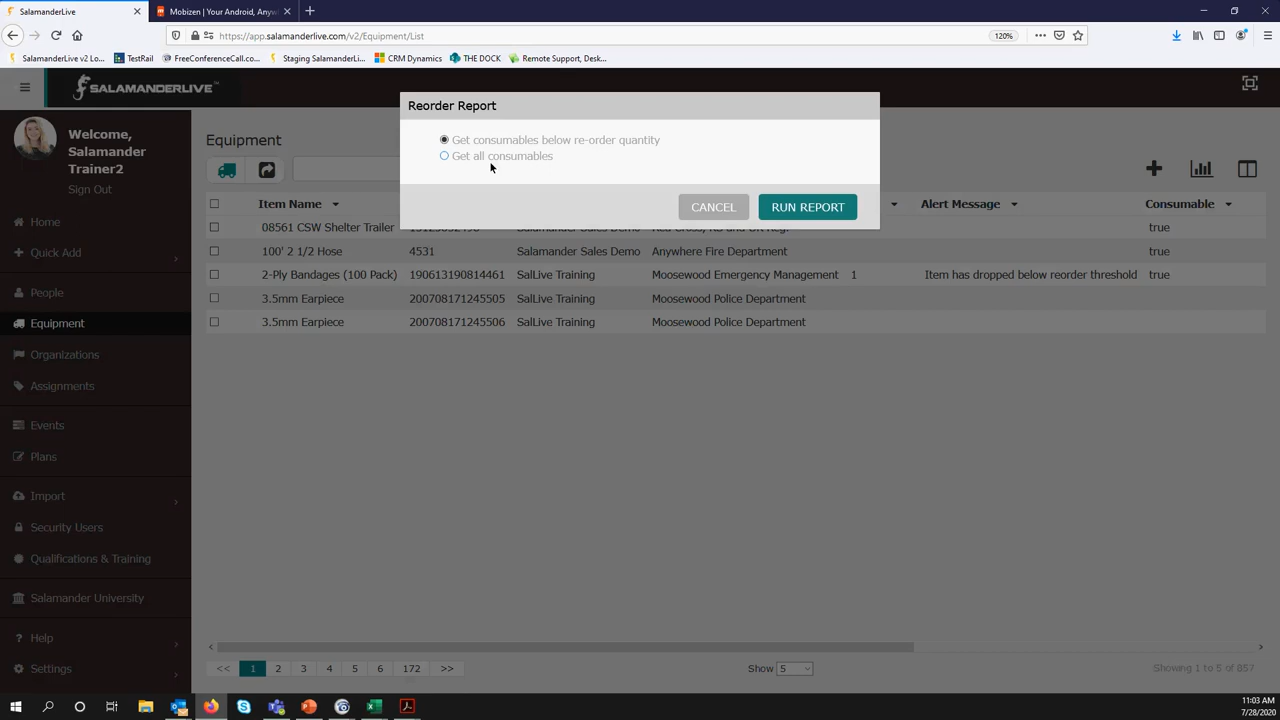 SalamanderLive
Mobizen | Your Android, Anyw
https://app.salamanderlive.com/v2/Equipment/List
120%
SalamanderLive v2 Lo...
TestRail
FreeConferenceCall.co...
Staging SalamanderLi...
CRM Dynamics
THE DOCK
Remote Support, Desk...
SALAMANDERLIVE™
Welcome,
Salamander
Trainer2
Sign Out
Home
Quick Add
People
Equipment
Organizations
Assignments
Events
Plans
Import
Security Users
Qualifications & Training
Salamander University
? Help
Settings
Equipment
Reorder Report
Get consumables below re-order quantity
Get all consumables
CANCEL
RUN REPORT
Item Name
Alert Message
Consumable
08561 CSW Shelter Trailer true
100' 2 1/2 Hose 4531 Salamander Sales Demo Anywhere Fire Department true
2-Ply Bandages (100 Pack) 190613190814461 SalLive Training Moosewood Emergency Management 1 Item has dropped below reorder threshold true
3.5mm Earpiece 200708171245505 SalLive Training Moosewood Police Department
3.5mm Earpiece 200708171245506 SalLive Training Moosewood Police Department
<< 1 2 3 4 5 6 172 >>
Show 5
Showing 1 to 5 of 857
11:03 AM
7/28/2020